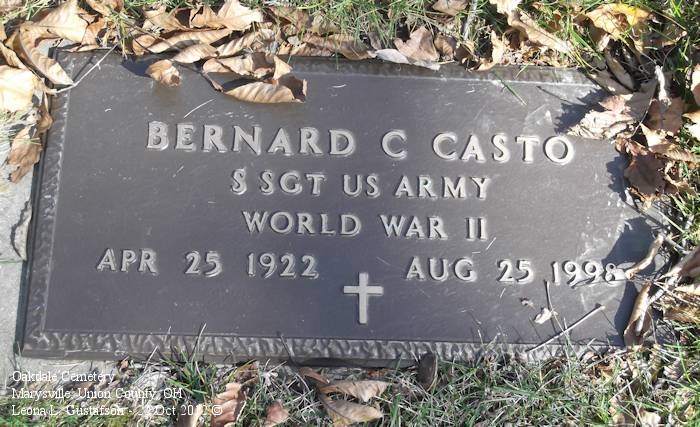 BERNARD C CASTO
S SGT US ARMY
WORLD WAR II
APR 25 1922 AUG 25 1998
Oakdale Cemetery
Marysville, Union County, OH
Leona L. Gustafson - Oct ©